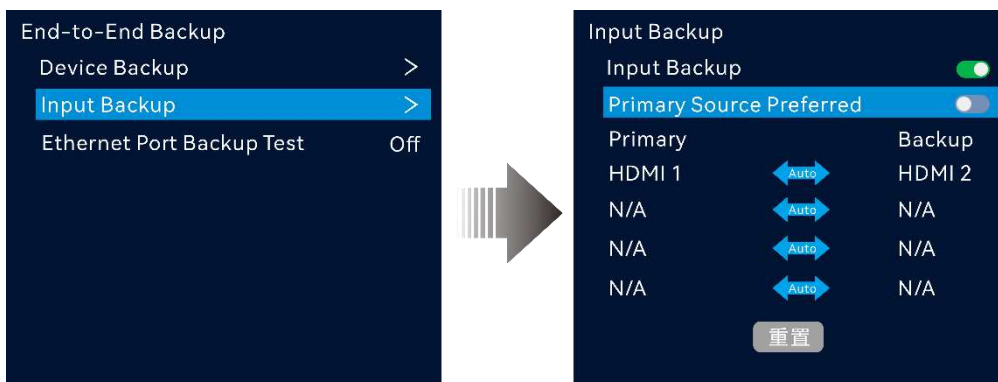 End-to-End Backup
Device Backup >
Input Backup >
Ethernet Port Backup Test Off
Input Backup
Input Backup
Primary Source Preferred
Primary Backup
HDMI 1 Auto HDMI 2
N/A Auto N/A
N/A Auto N/A
N/A Auto N/A
重置